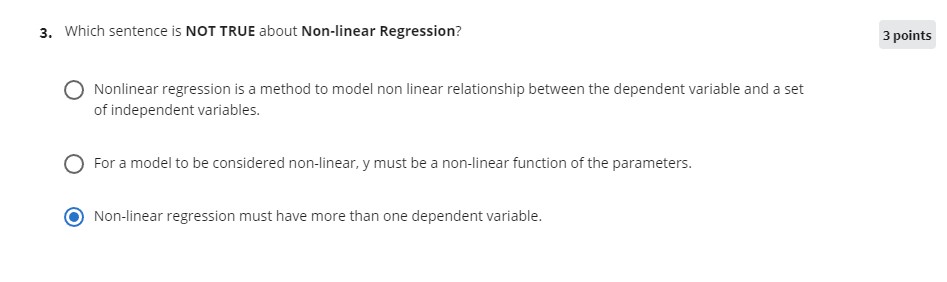 3. Which sentence is NOT TRUE about Non-linear Regression?
3 points
Nonlinear regression is a method to model non linear relationship between the dependent variable and a set
of independent variables.
For a model to be considered non-linear, y must be a non-linear function of the parameters.
Non-linear regression must have more than one dependent variable.